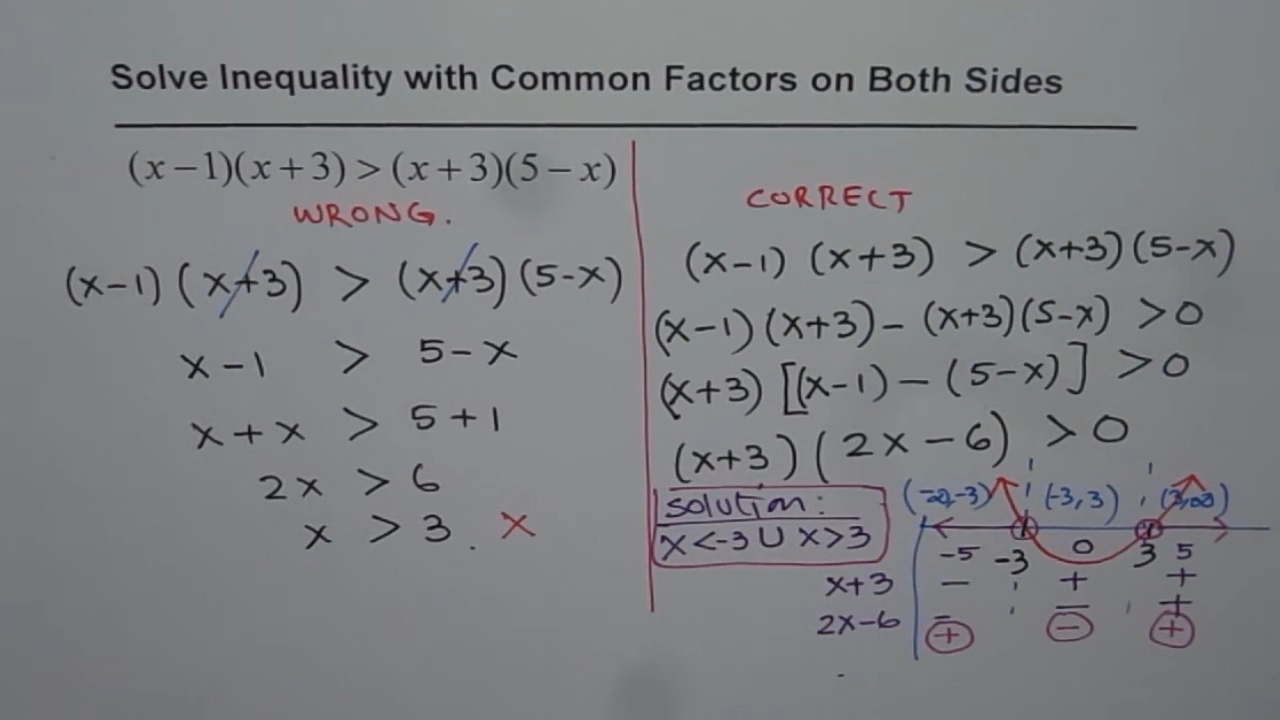 Solve Inequality with Common Factors on Both Sides
(x−1)(x+3)>(x+3)(5−x)
WRONG.
(x-1)(x+3) > (x+3)(5-x)
x-1 > 5-x
x+x > 5+1
2x > 6
x > 3. ×
CORRECT
(x-1)(x+3) > (x+3)(5-x)
(x-1)(x+3)-(x+3)(5-x) >0
(x+3)[(x-1)-(5-x)] >0
(x+3)(2x-6) >0
solution:
x<-3 U x>3
(-∞,-3) (-3,3) (3,∞)
-5 -3 0 3 5
x+3 - + +
2x-6 - - +
+ - +